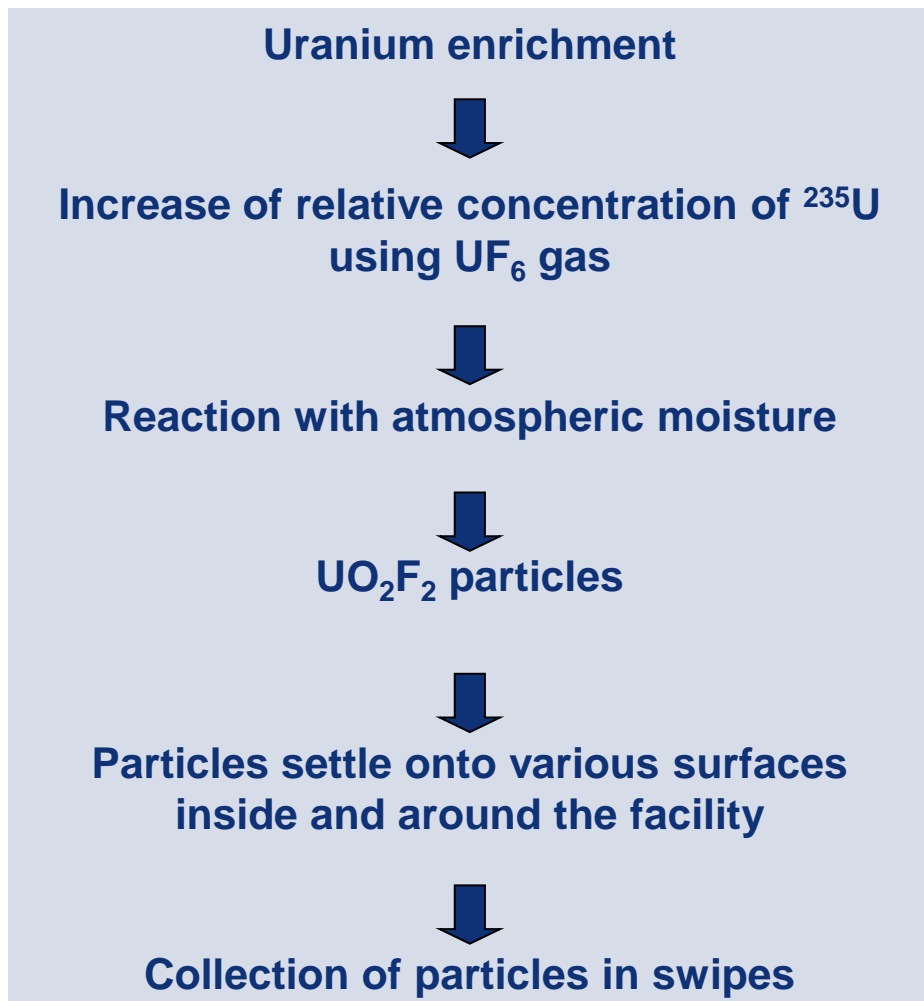 Uranium enrichment
Increase of relative concentration of ²³⁵U
using UF₆ gas
Reaction with atmospheric moisture
UO₂F₂ particles
Particles settle onto various surfaces
inside and around the facility
Collection of particles in swipes